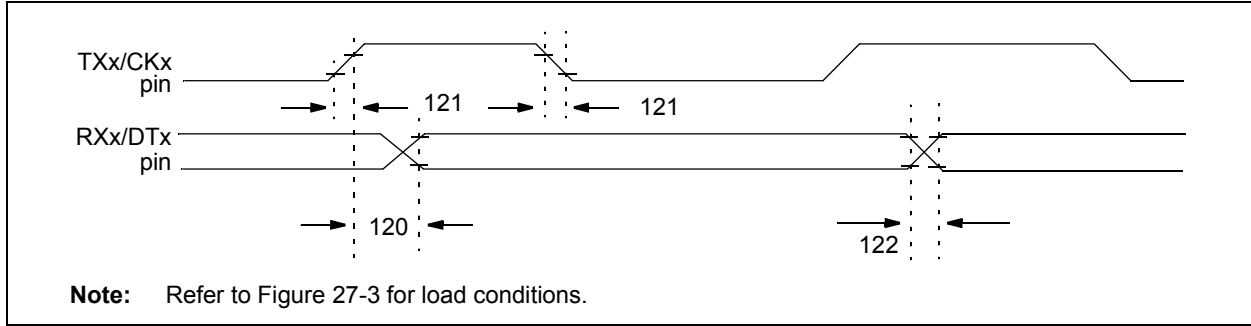 TXx/CKx
pin
121
121
RXx/DTx
pin
120
122
Note: Refer to Figure 27-3 for load conditions.